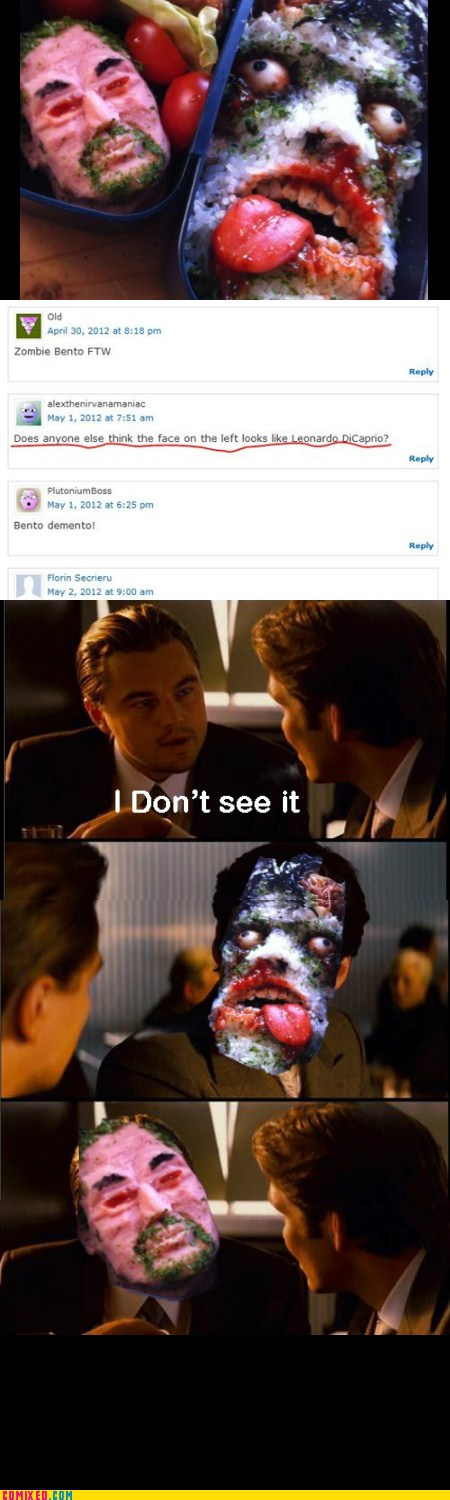 Old
April 30, 2012 at 8:18 pm
Zombie Bento FTW
Reply
alexthenirvanamaniac
May 1, 2012 at 7:51 am
Does anyone else think the face on the left looks like Leonardo DiCaprio?
Reply
PlutoniumBoss
May 1, 2012 at 6:25 pm
Bento demento!
Reply
Florin Secrieru
May 2, 2012 at 9:00 am
I Don't see it
COMIXED.COM